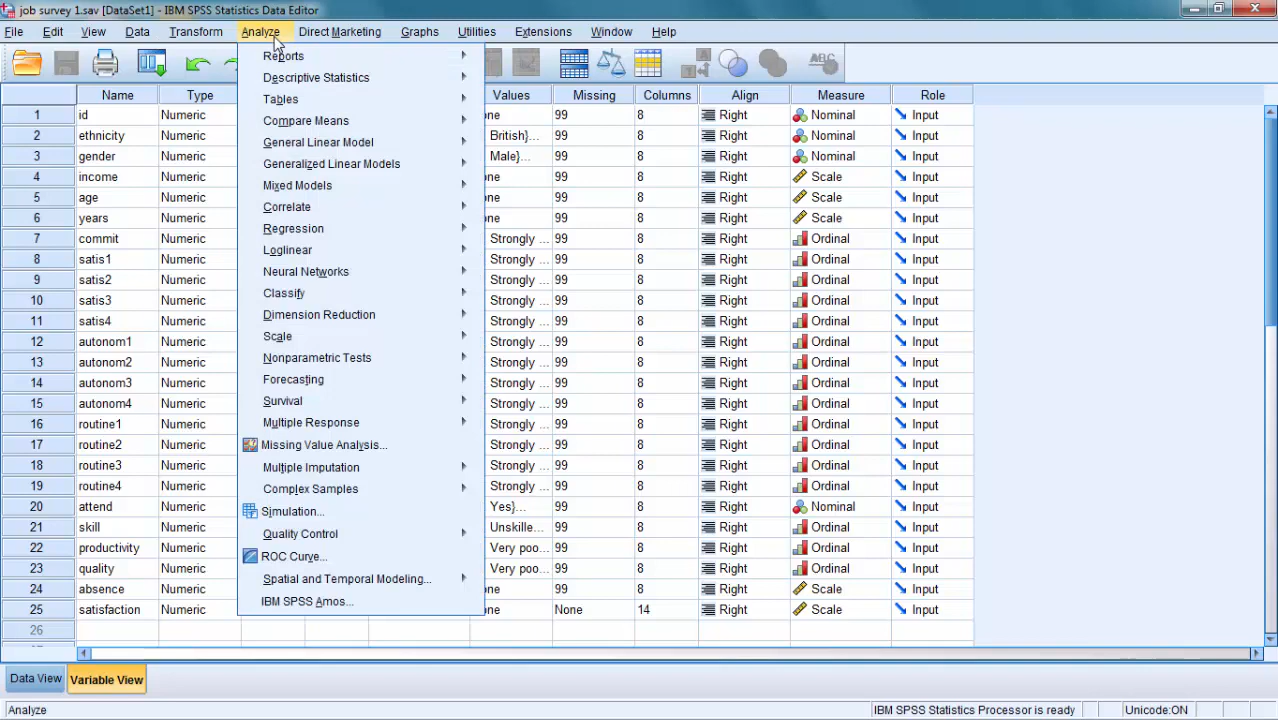 job survey 1.sav [DataSet1] - IBM SPSS Statistics Data Editor
File Edit View Data Transform Analyze Direct Marketing Graphs Utilities Extensions Window Help
Reports
Descriptive Statistics
Tables
Compare Means
General Linear Model
Generalized Linear Models
Mixed Models
Correlate
Regression
Loglinear
Neural Networks
Classify
Dimension Reduction
Scale
Nonparametric Tests
Forecasting
Survival
Multiple Response
Missing Value Analysis...
Multiple Imputation
Complex Samples
Simulation...
Quality Control
ROC Curve...
Spatial and Temporal Modeling...
IBM SPSS Amos...
ABC
Name Type Values Missing Columns Align Measure Role
1 id Numeric one 99 8 Right Nominal Input
2 ethnicity Numeric British}... 99 8 Right Nominal Input
3 gender Numeric Male}... 99 8 Right Nominal Input
4 income Numeric one 99 8 Right Scale Input
5 age Numeric one 99 8 Right Scale Input
6 years Numeric one 99 8 Right Scale Input
7 commit Numeric Strongly ... 99 8 Right Ordinal Input
8 satis1 Numeric Strongly ... 99 8 Right Ordinal Input
9 satis2 Numeric Strongly ... 99 8 Right Ordinal Input
10 satis3 Numeric Strongly ... 99 8 Right Ordinal Input
11 satis4 Numeric Strongly ... 99 8 Right Ordinal Input
12 autonom1 Numeric Strongly ... 99 8 Right Ordinal Input
13 autonom2 Numeric Strongly ... 99 8 Right Ordinal Input
14 autonom3 Numeric Strongly ... 99 8 Right Ordinal Input
15 autonom4 Numeric Strongly ... 99 8 Right Ordinal Input
16 routine1 Numeric Strongly ... 99 8 Right Ordinal Input
17 routine2 Numeric Strongly ... 99 8 Right Ordinal Input
18 routine3 Numeric Strongly ... 99 8 Right Ordinal Input
19 routine4 Numeric Strongly ... 99 8 Right Ordinal Input
20 attend Numeric Yes}... 99 8 Right Nominal Input
21 skill Numeric Unskille... 99 8 Right Ordinal Input
22 productivity Numeric Very poo... 99 8 Right Ordinal Input
23 quality Numeric Very poo... 99 8 Right Ordinal Input
24 absence Numeric one 99 8 Right Scale Input
25 satisfaction Numeric one None 14 Right Scale Input
26
Data View Variable View
Analyze IBM SPSS Statistics Processor is ready Unicode:ON